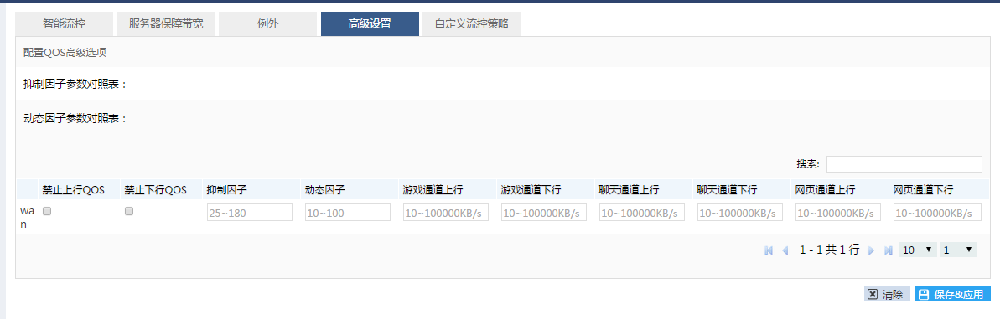 智能流控 服务器保障带宽 例外 高级设置 自定义流控策略
配置QOS高级选项
抑制因子参数对照表：
动态因子参数对照表：
搜索:
禁止上行QOS 禁止下行QOS 抑制因子 动态因子 游戏通道上行 游戏通道下行 聊天通道上行 聊天通道下行 网页通道上行 网页通道下行
wa 25~180 10~100 10~100000KB/s 10~100000KB/s 10~100000KB/s 10~100000KB/s 10~100000KB/s 10~100000KB/s
n
1 - 1 共 1 行 10 1
清除 保存&应用